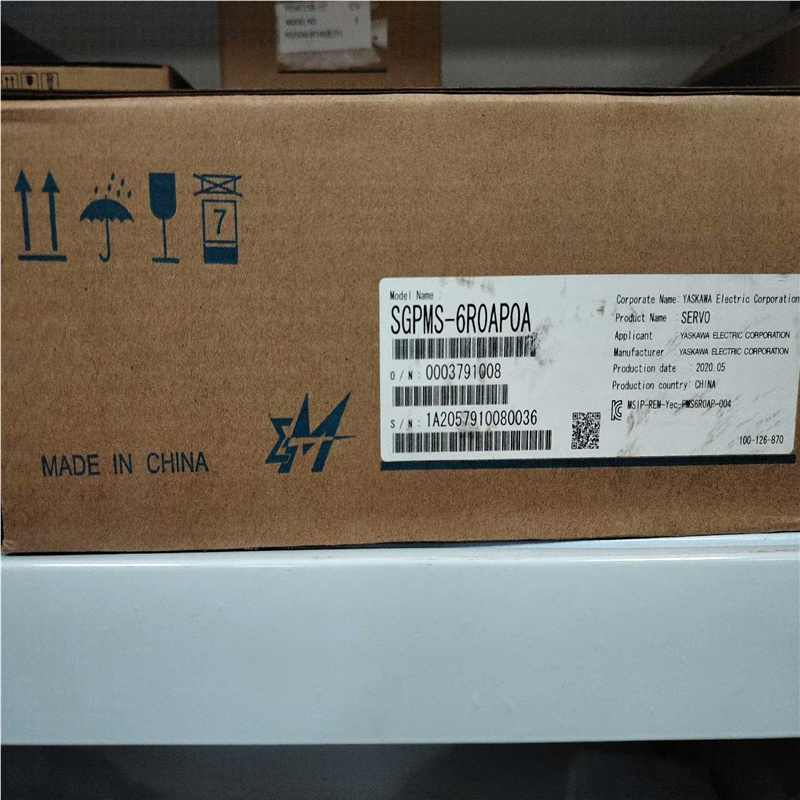 MODEL NO.
7
Model Name :
SGPMS-6R0AP0A
O/N: 0003791008
S/N: 1A2057910080036
Corporate Name: YASKAWA Electric Corporation
Product Name : SERVO
Applicant : YASKAWA ELECTRIC CORPORATION
Manufacturer : YASKAWA ELECTRIC CORPORATION
Production date : 2020.05
Production country: CHINA
MSIP-REM-Yec-PMS6R0AP-004
100-126-870
MADE IN CHINA